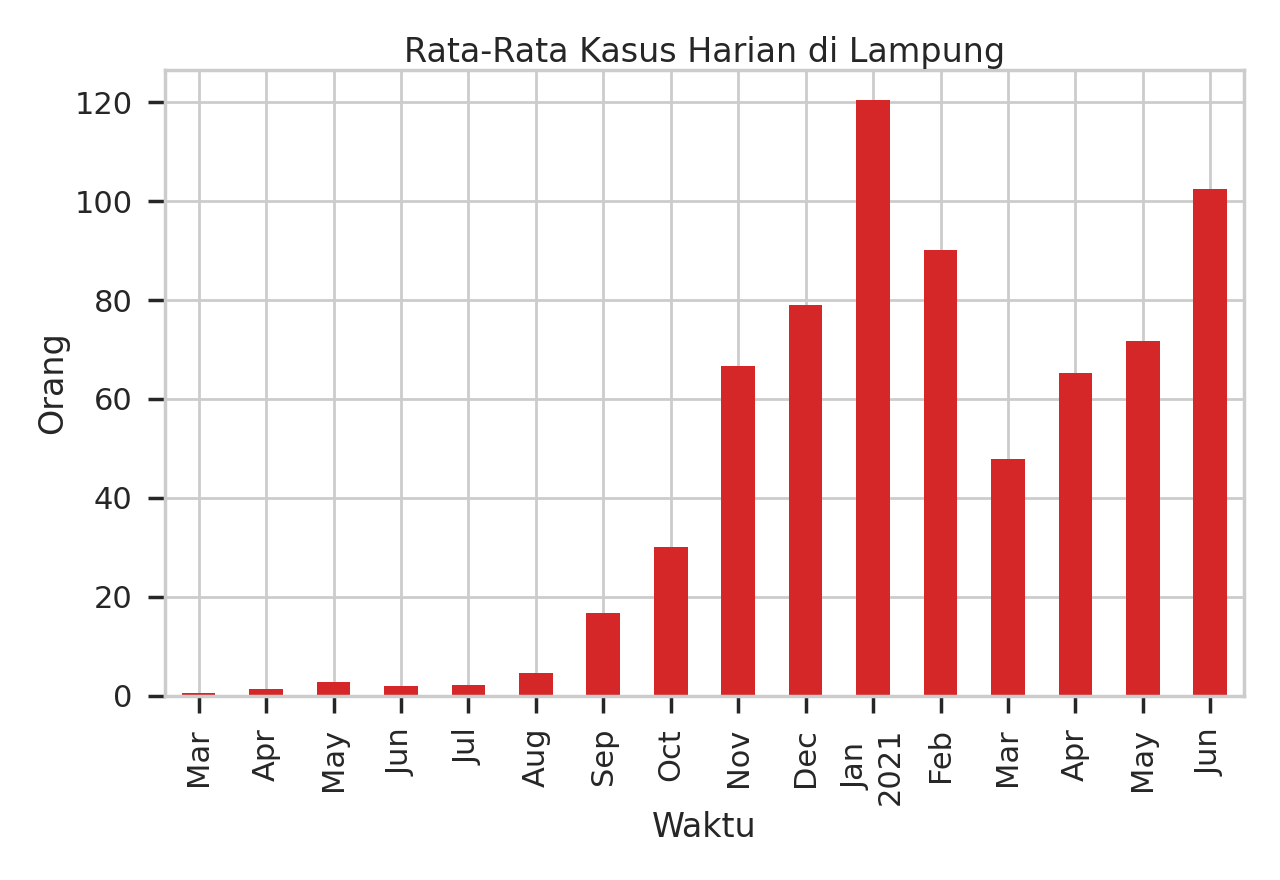 Rata-Rata Kasus Harian di Lampung
120
100
80
60
40
20
0
Orang
Mar
Apr
May
Jun
Jul
Aug
Sep
Oct
Nov
Dec
Jan
2021
Feb
Mar
Apr
May
Jun
Waktu